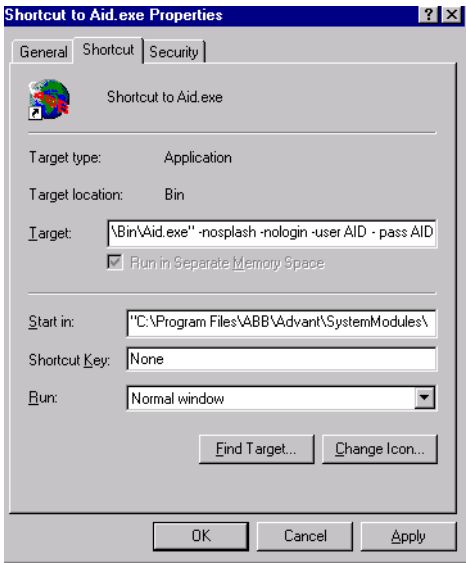 Shortcut to Aid.exe Properties
General Shortcut Security
Shortcut to Aid.exe
Target type: Application
Target location: Bin
Target: \Bin\Aid.exe" -nosplash -nologin -user AID - pass AID
Run in Separate Memory Space
Start in: "C:\Program Files\ABB\Advant\SystemModules\
Shortcut Key: None
Run: Normal window
Find Target... Change Icon...
OK Cancel Apply